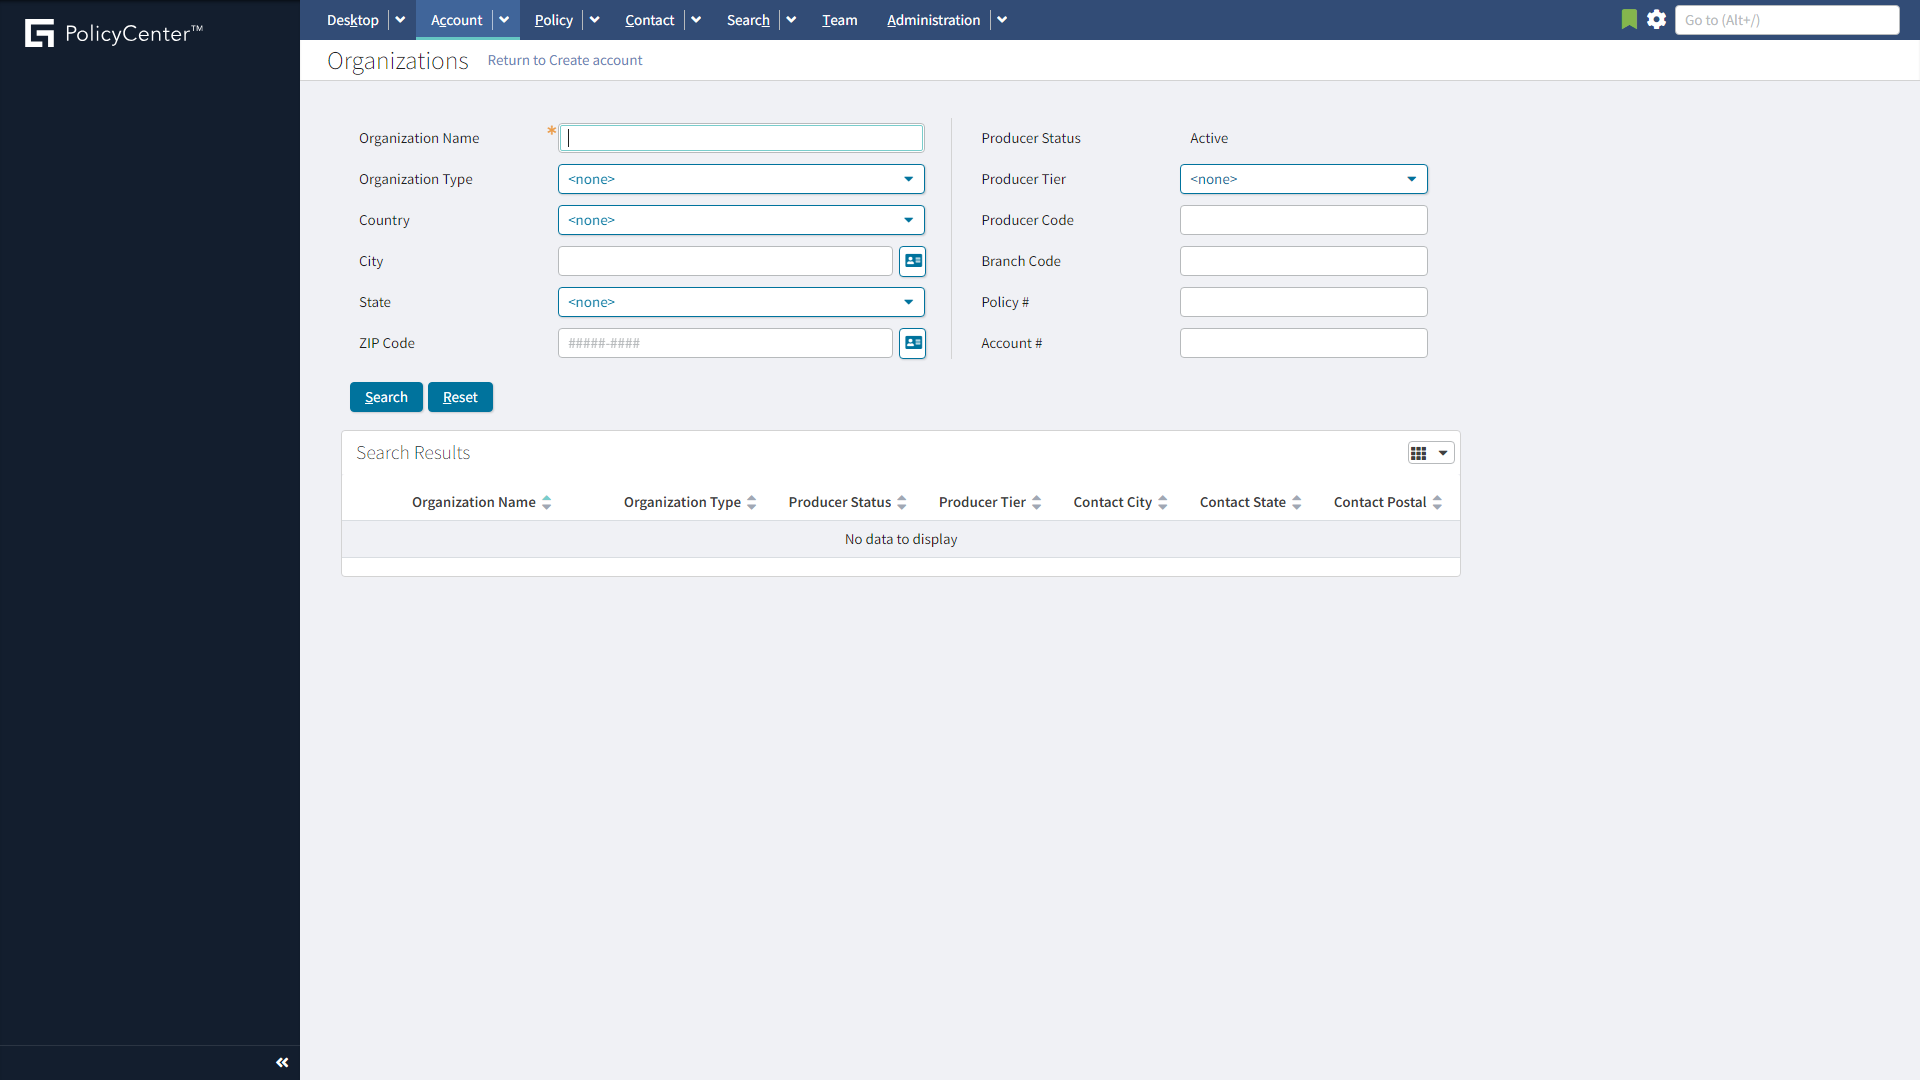 PolicyCenter™
Desktop Account Policy Contact Search Team Administration Go to (Alt+/)
Organizations Return to Create account
Organization Name * Producer Status Active
Organization Type <none> Producer Tier <none>
Country <none> Producer Code
City Branch Code
State <none> Policy #
ZIP Code #####-#### Account #
Search Reset
Search Results
Organization Name Organization Type Producer Status Producer Tier Contact City Contact State Contact Postal
No data to display